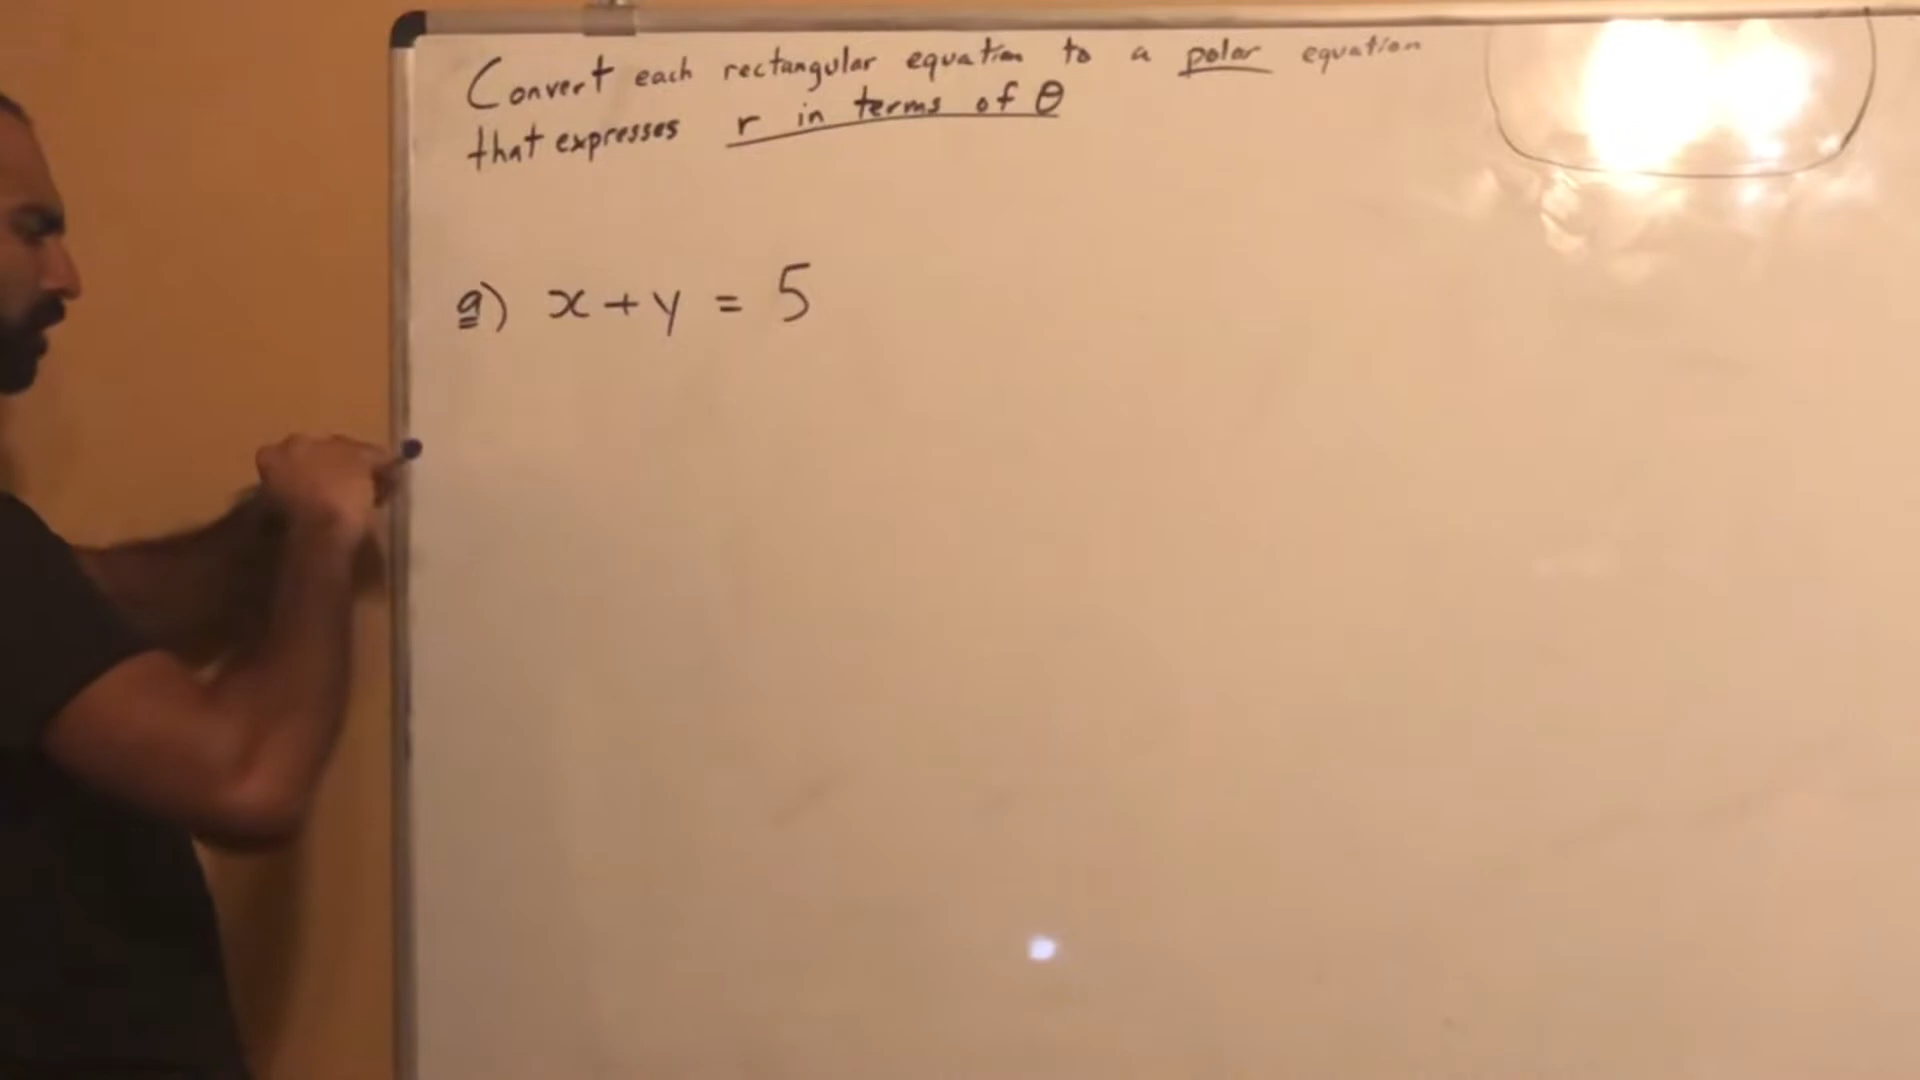 Convert each rectangular equation to a polar equation
that expresses r in terms of θ
a) x + y = 5